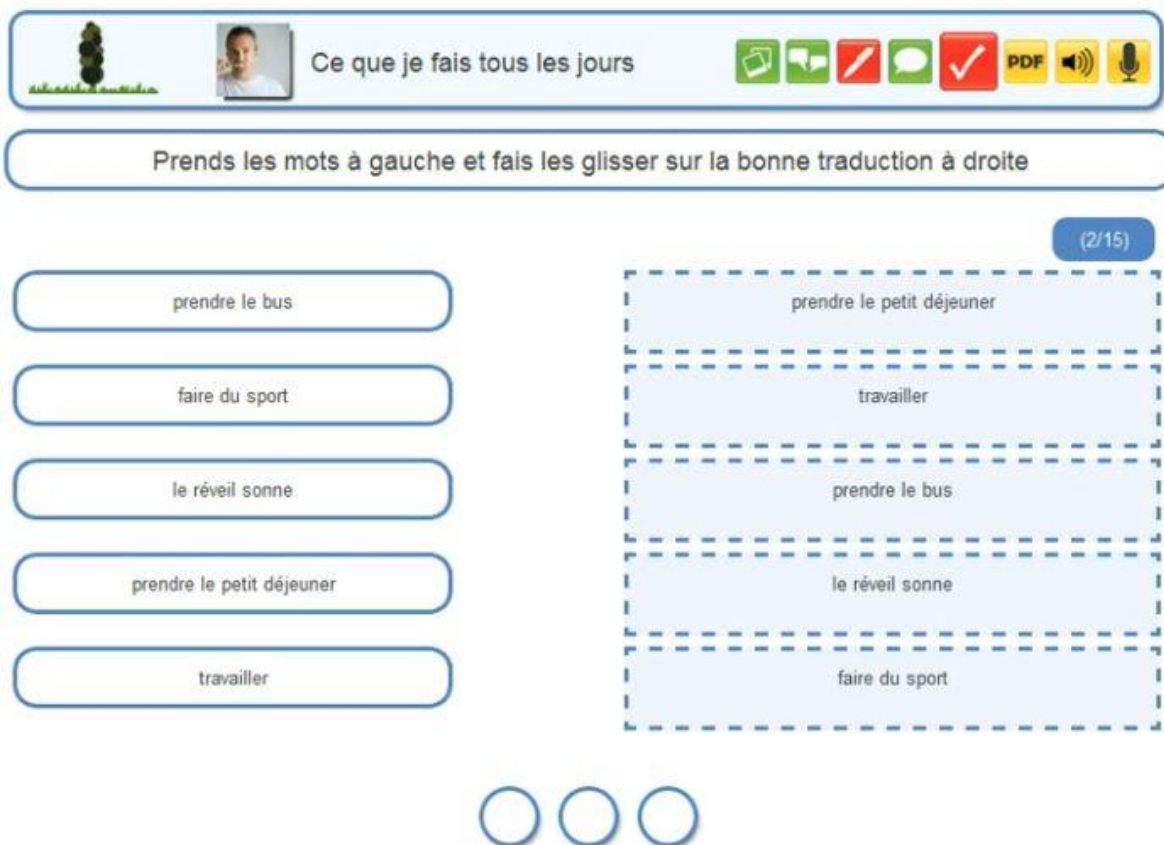 Ce que je fais tous les jours
PDF
Prends les mots à gauche et fais les glisser sur la bonne traduction à droite
(2/15)
prendre le bus
prendre le petit déjeuner
faire du sport
travailler
le réveil sonne
prendre le bus
prendre le petit déjeuner
le réveil sonne
travailler
faire du sport